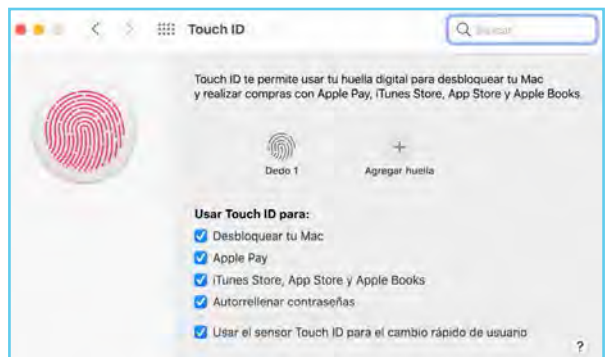 Touch ID
Buscar
Touch ID te permite usar tu huella digital para desbloquear tu Mac
y realizar compras con Apple Pay, iTunes Store, App Store y Apple Books.
Dedo 1
Agregar huella
Usar Touch ID para:
Desbloquear tu Mac
Apple Pay
iTunes Store, App Store y Apple Books
Autorrellenar contraseñas
Usar el sensor Touch ID para el cambio rápido de usuario
?